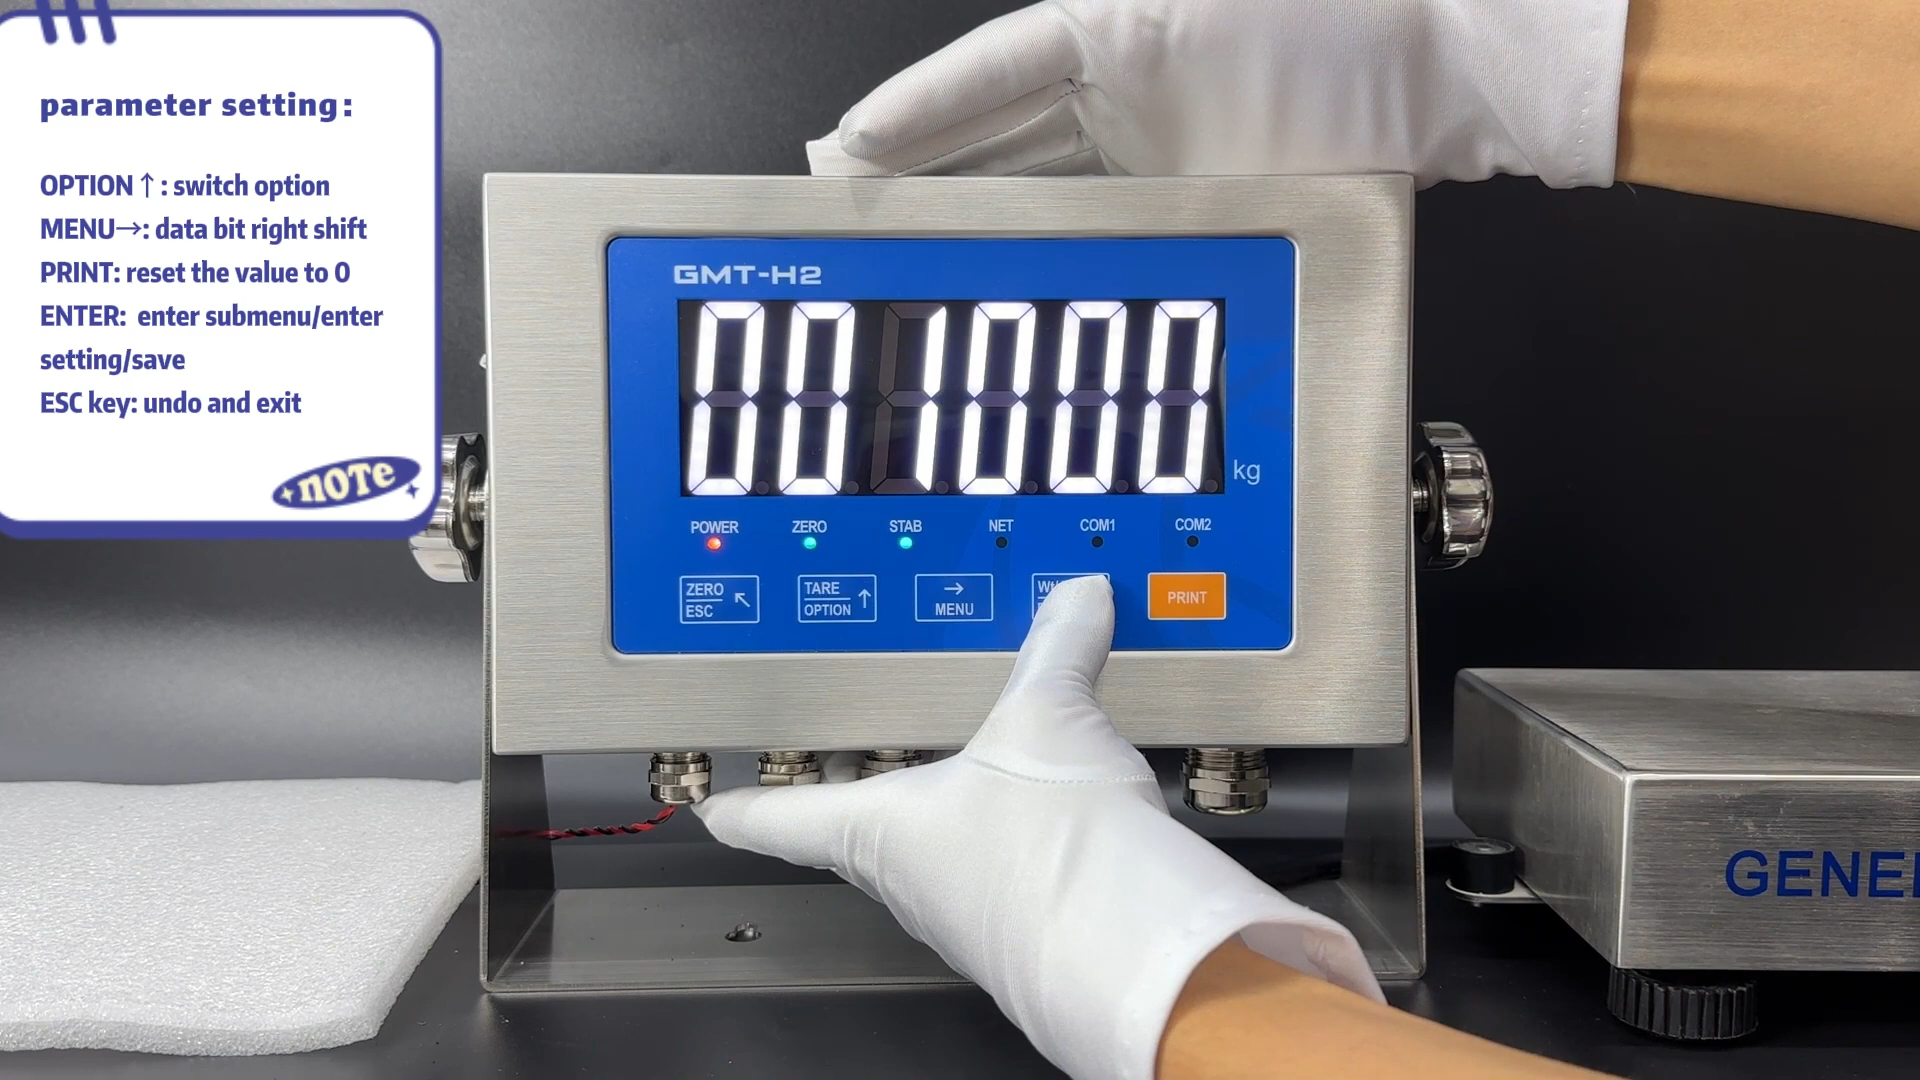 parameter setting:
OPTION ↑ : switch option
MENU→: data bit right shift
PRINT: reset the value to 0
ENTER: enter submenu/enter
setting/save
ESC key: undo and exit
NOTe
GMT-H2
001000
kg
POWER ZERO STAB NET COM1 COM2
ZERO
ESC
TARE
OPTION ↑
→
MENU
PRINT